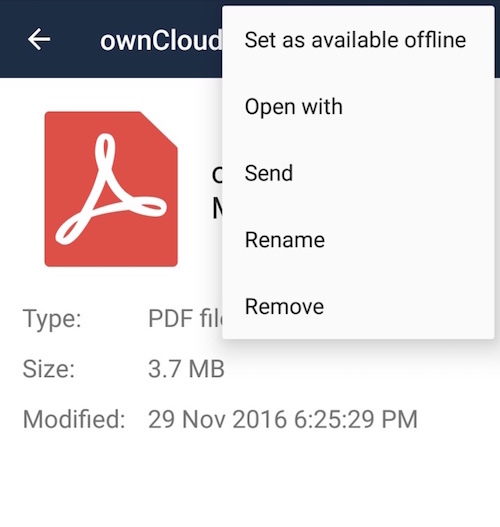 ownCloud
Set as available offline
Open with
Send
Rename
Remove
Type: PDF
Size: 3.7 MB
Modified: 29 Nov 2016 6:25:29 PM